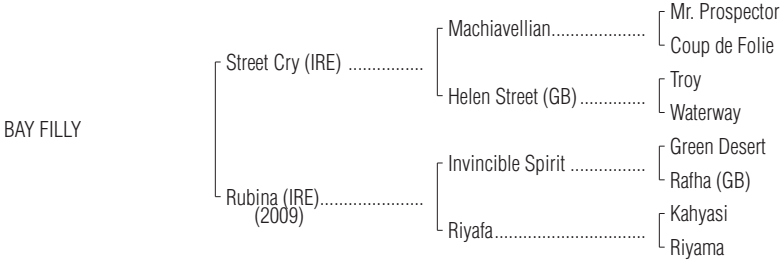 Mr. Prospector
Machiavellian....................
Coup de Folie
Street Cry (IRE) ................
Troy
Helen Street (GB)..............
Waterway
BAY FILLY
Green Desert
Invincible Spirit ................
Rafha (GB)
Rubina (IRE)......................
(2009)
Kahyasi
Riyafa................................
Riyama